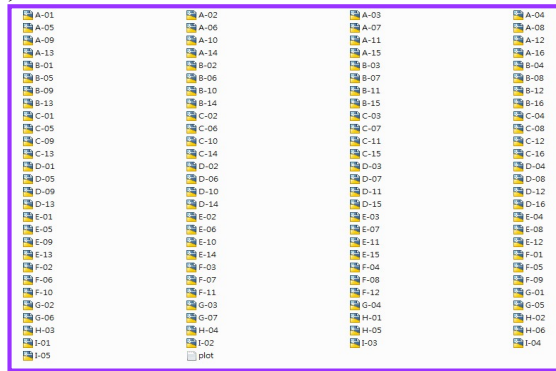 A-01 A-02 A-03 A-04
A-05 A-06 A-07 A-08
A-09 A-10 A-11 A-12
A-13 A-14 A-15 A-16
B-01 B-02 B-03 B-04
B-05 B-06 B-07 B-08
B-09 B-10 B-11 B-12
B-13 B-14 B-15 B-16
C-01 C-02 C-03 C-04
C-05 C-06 C-07 C-08
C-09 C-10 C-11 C-12
C-13 C-14 C-15 C-16
D-01 D-02 D-03 D-04
D-05 D-06 D-07 D-08
D-09 D-10 D-11 D-12
D-13 D-14 D-15 D-16
E-01 E-02 E-03 E-04
E-05 E-06 E-07 E-08
E-09 E-10 E-11 E-12
E-13 E-14 E-15 F-01
F-02 F-03 F-04 F-05
F-06 F-07 F-08 F-09
F-10 F-11 F-12 G-01
G-02 G-03 G-04 G-05
G-06 G-07 H-01 H-02
H-03 H-04 H-05 H-06
I-01 I-02 I-03 I-04
I-05 plot